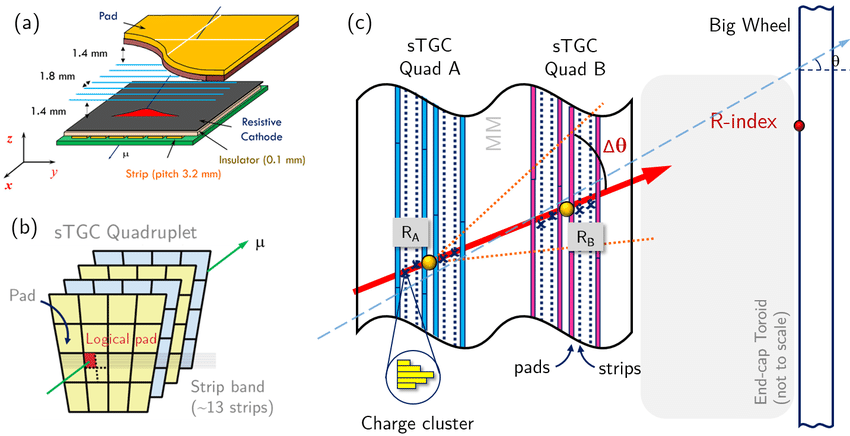 (a)
Pad
1.4 mm
1.8 mm
1.4 mm
Resistive
Cathode
Insulator (0.1 mm)
Strip (pitch 3.2 mm)
μ
z
y
x
(b)
sTGC Quadruplet
μ
Pad
Logical pad
Strip band
(~13 strips)
(c)
sTGC
Quad A
sTGC
Quad B
Big Wheel
θ
MM
R-index
Δθ
R_A
R_B
pads
strips
Charge cluster
End-cap Toroid
(not to scale)